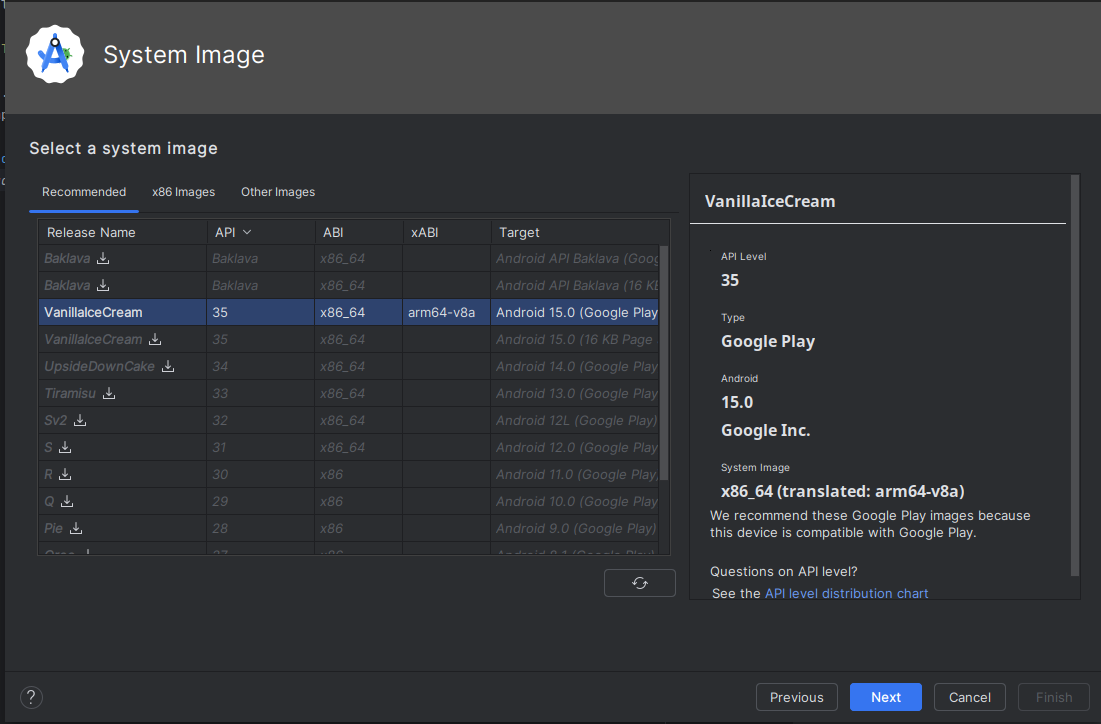 System Image
Select a system image
Recommended x86 Images Other Images
Release Name API ABI xABI Target
Baklava Baklava x86_64 Android API Baklava (Goog
Baklava Baklava x86_64 Android API Baklava (16 KB
VanillaIceCream 35 x86_64 arm64-v8a Android 15.0 (Google Play
VanillaIceCream 35 x86_64 Android 15.0 (16 KB Page
UpsideDownCake 34 x86_64 Android 14.0 (Google Play
Tiramisu 33 x86_64 Android 13.0 (Google Play
Sv2 32 x86_64 Android 12L (Google Play)
S 31 x86_64 Android 12.0 (Google Play
R 30 x86 Android 11.0 (Google Play,
Q 29 x86 Android 10.0 (Google Play
Pie 28 x86 Android 9.0 (Google Play)
VanillaIceCream
API Level
35
Type
Google Play
Android
15.0
Google Inc.
System Image
x86_64 (translated: arm64-v8a)
We recommend these Google Play images because
this device is compatible with Google Play.
Questions on API level?
See the API level distribution chart
? Previous Next Cancel Finish